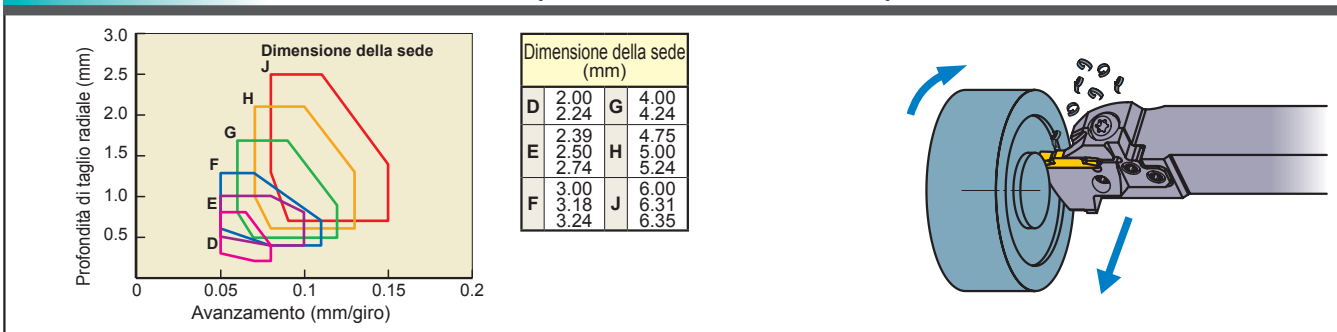 Profondità di taglio radiale (mm)
3.0
2.5
2.0
1.5
1.0
0.5
0
0.05
0.1
0.15
0.2
Avanzamento (mm/giro)
Dimensione della sede
J
H
G
F
E
D
Dimensione della sede
(mm)
D 2.00 G 4.00
2.24 4.24
E 2.39 H 4.75
2.50 5.00
2.74 5.24
F 3.00 J 6.00
3.18 6.31
3.24 6.35